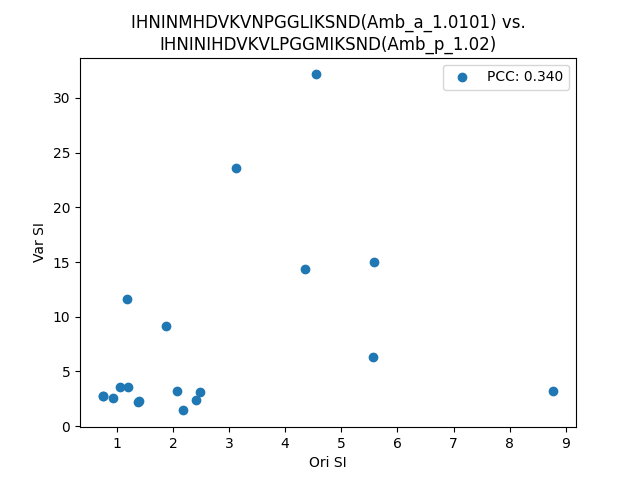 IHNINMHDVKVNPGGLIKSND(Amb_a_1.0101) vs.
IHNINIHDVKVLPGGMIKSND(Amb_p_1.02)
PCC: 0.340
30
25
20
15
10
5
0
Var SI
1 2 3 4 5 6 7 8 9
Ori SI